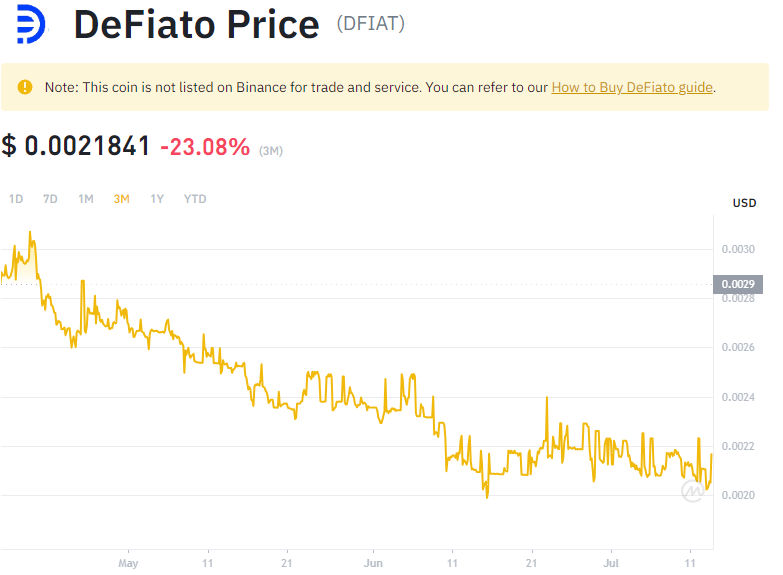 DeFiato Price (DFIAT)
Note: This coin is not listed on Binance for trade and service. You can refer to our How to Buy DeFiato guide.
$ 0.0021841 -23.08% (3M)
1D 7D 1M 3M 1Y YTD
USD
0.0030
0.0029
0.0028
0.0026
0.0024
0.0022
0.0020
May 11 21 Jun 11 21 Jul 11